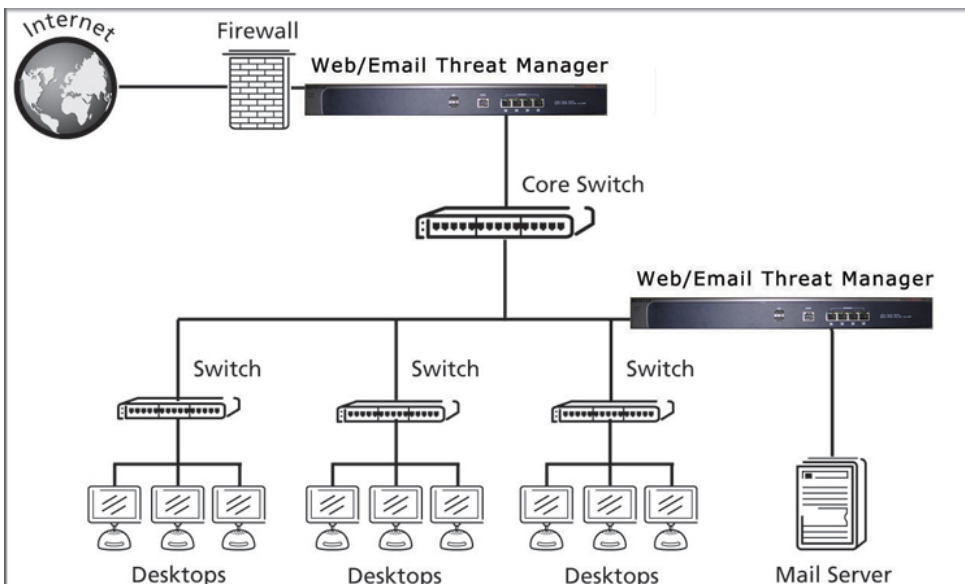 Internet
Firewall
Web/Email Threat Manager
Core Switch
Web/Email Threat Manager
Switch
Switch
Switch
Desktops
Desktops
Desktops
Mail Server